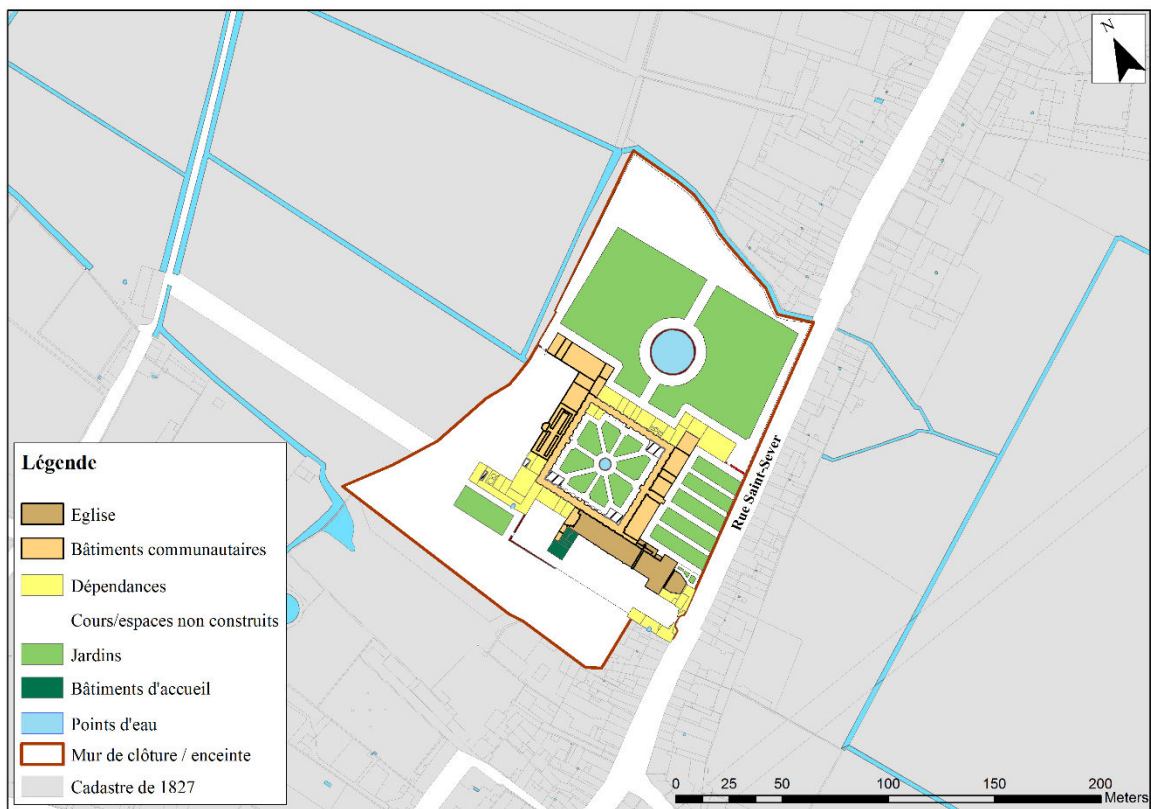 N
Rue Saint-Sever
Légende
Eglise
Bâtiments communautaires
Dépendances
Cours/espaces non construits
Jardins
Bâtiments d'accueil
Points d'eau
Mur de clôture / enceinte
Cadastre de 1827
0 25 50 100 150 200
Meters